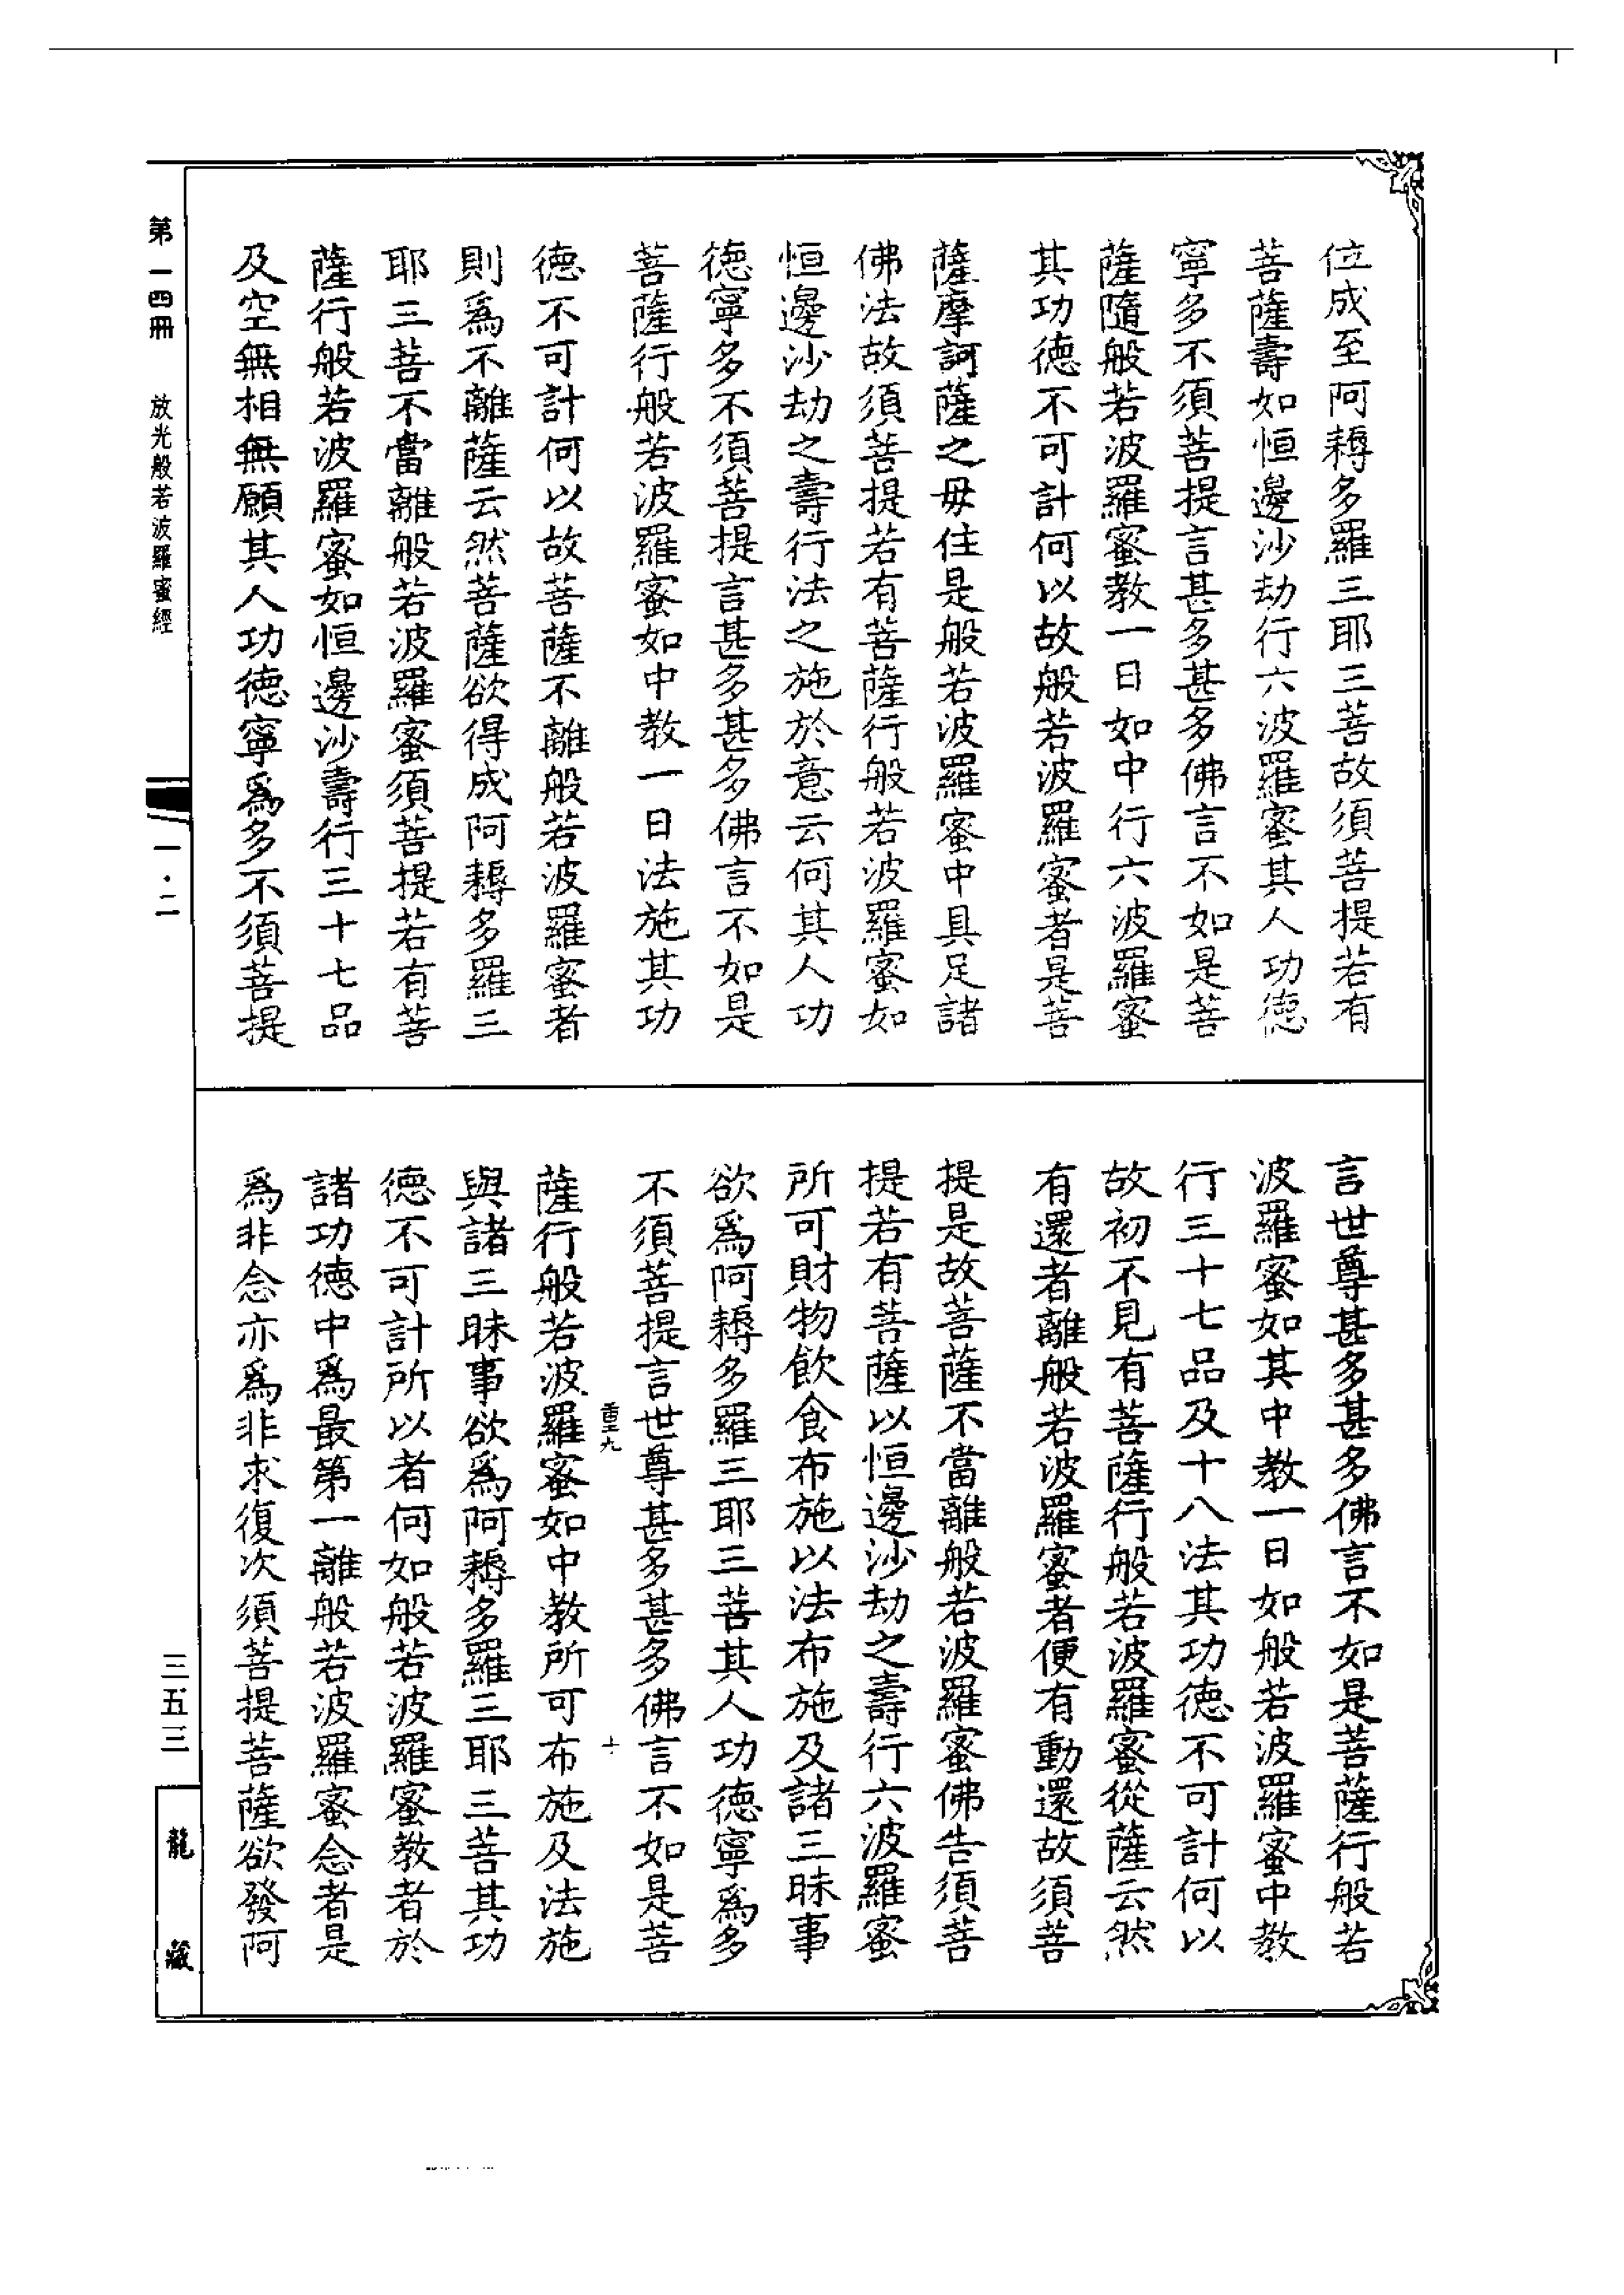 位成至阿耨多羅三耶三菩故須菩提若有
菩薩壽如恒邊沙劫行六波羅蜜其人功德
寧多不須菩提言甚多甚多佛言不如是菩
薩隨般若波羅蜜教一日如中行六波羅蜜
其功德不可計何以故般若波羅蜜者是菩
薩摩訶薩之母住是般若波羅蜜中具足諸
佛法故須菩提若有菩薩行般若波羅蜜如
恒邊沙劫之壽行法之施於意云何其人功
德寧多不須菩提言甚多甚多佛言不如是
菩薩行般若波羅蜜如中教一日法施其功
德不可計何以故菩薩不離般若波羅蜜者
則爲不離薩云然菩薩欲得成阿耨多羅三
耶三菩不當離般若波羅蜜須菩提若有菩
薩行般若波羅蜜如恒邊沙壽行三十七品
及空無相無願其人功德寧爲多不須菩提
言世尊甚多甚多佛言不如是菩薩行般若
波羅蜜如其中教一日如般若波羅蜜中教
行三十七品及十八法其功德不可計何以
故初不見有菩薩行般若波羅蜜從薩云然
有還者離般若波羅蜜者便有動還故須菩
提是故菩薩不當離般若波羅蜜佛告須菩
提若有菩薩以恒邊沙劫之壽行六波羅蜜
所可財物飲食布施以法布施及諸三昧事
欲爲阿耨多羅三耶三菩其人功德寧爲多
不須菩提言世尊甚多甚多佛言不如是菩
重九 十
薩行般若波羅蜜如中教所可布施及法施
與諸三昧事欲爲阿耨多羅三耶三菩其功
德不可計所以者何如般若波羅蜜教者於
諸功德中爲最第一離般若波羅蜜念者是
爲非念亦爲非求復次須菩提菩薩欲發阿
第一四冊 放光般若波羅蜜經 一·二 三五三 龍藏